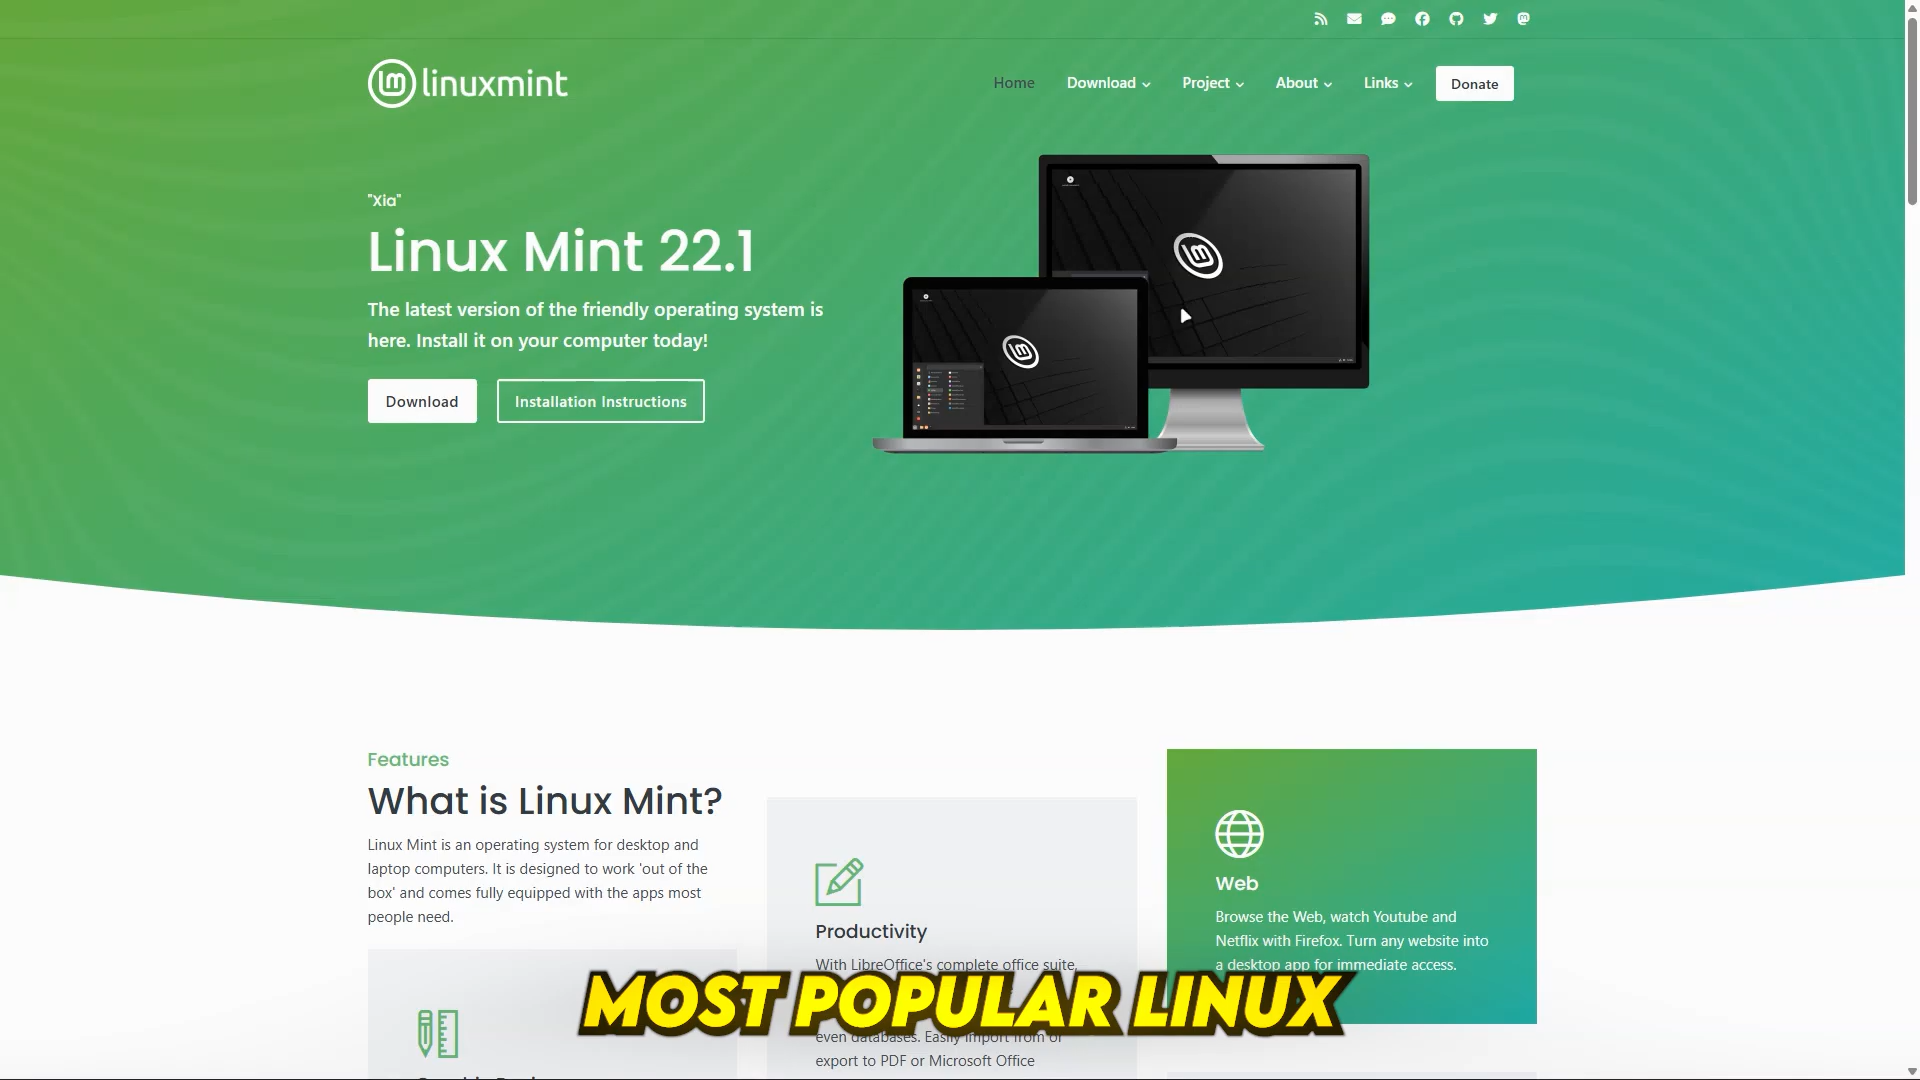 linuxmint
Home
Download
Project
About
Links
Donate
"Xia"
Linux Mint 22.1
The latest version of the friendly operating system is
here. Install it on your computer today!
Download
Installation Instructions
Features
What is Linux Mint?
Linux Mint is an operating system for desktop and
laptop computers. It is designed to work 'out of the
box' and comes fully equipped with the apps most
people need.
Productivity
With LibreOffice's complete office suite,
even databases. Easily import from or
export to PDF or Microsoft Office
Web
Browse the Web, watch Youtube and
Netflix with Firefox. Turn any website into
a desktop app for immediate access.
MOST POPULAR LINUX